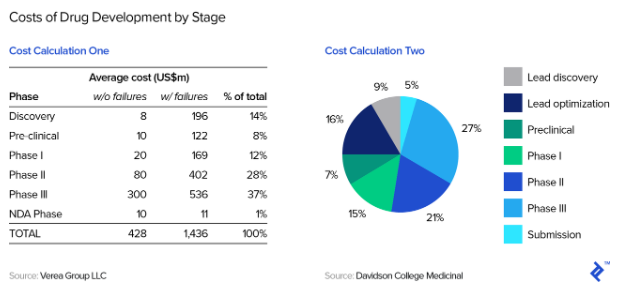 Costs of Drug Development by Stage
Cost Calculation One
Average cost (US$m)
Phase w/o failures w/ failures % of total
Discovery 8 196 14%
Pre-clinical 10 122 8%
Phase I 20 169 12%
Phase II 80 402 28%
Phase III 300 536 37%
NDA Phase 10 11 1%
TOTAL 428 1,436 100%
Source: Verea Group LLC
Cost Calculation Two
9%
5%
16%
27%
7%
15%
21%
Lead discovery
Lead optimization
Preclinical
Phase I
Phase II
Phase III
Submission
Source: Davidson College Medicinal
TM